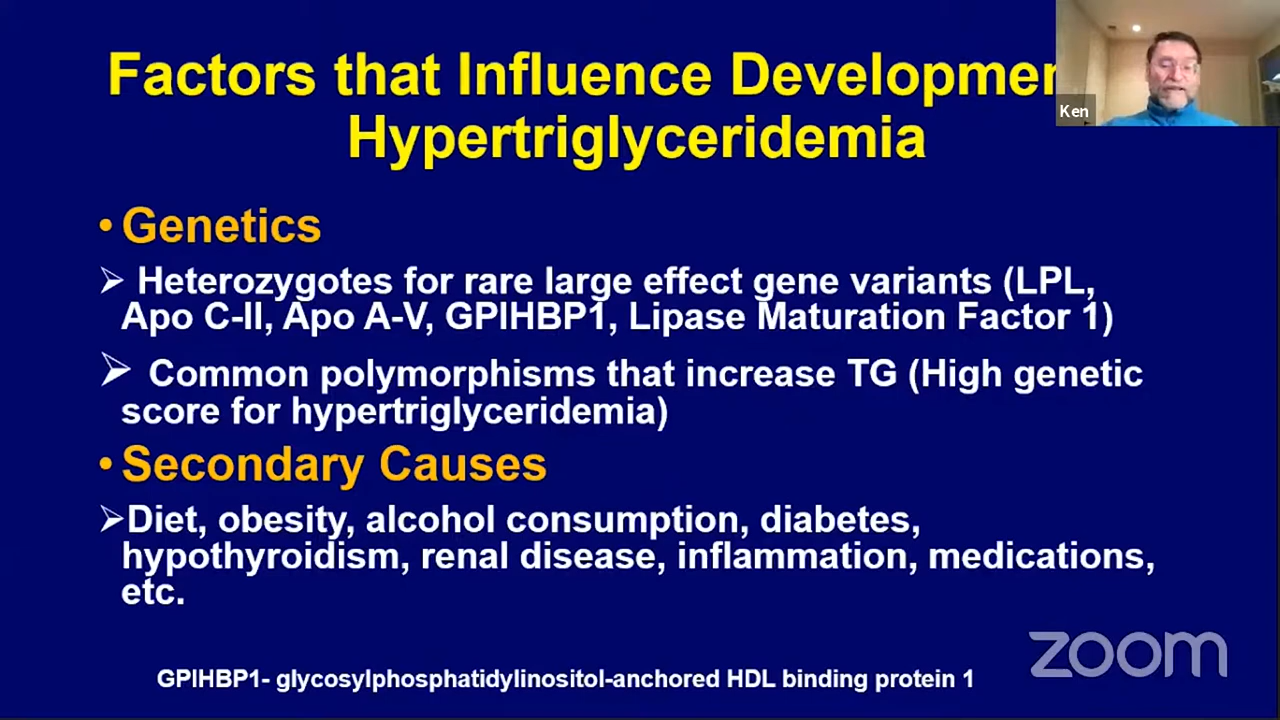 Factors that Influence Developmen
Hypertriglyceridemia
Ken
• Genetics
➢ Heterozygotes for rare large effect gene variants (LPL,
Apo C-II, Apo A-V, GPIHBP1, Lipase Maturation Factor 1)
➢ Common polymorphisms that increase TG (High genetic
score for hypertriglyceridemia)
• Secondary Causes
➢Diet, obesity, alcohol consumption, diabetes,
hypothyroidism, renal disease, inflammation, medications,
etc.
zoom
GPIHBP1- glycosylphosphatidylinositol-anchored HDL binding protein 1